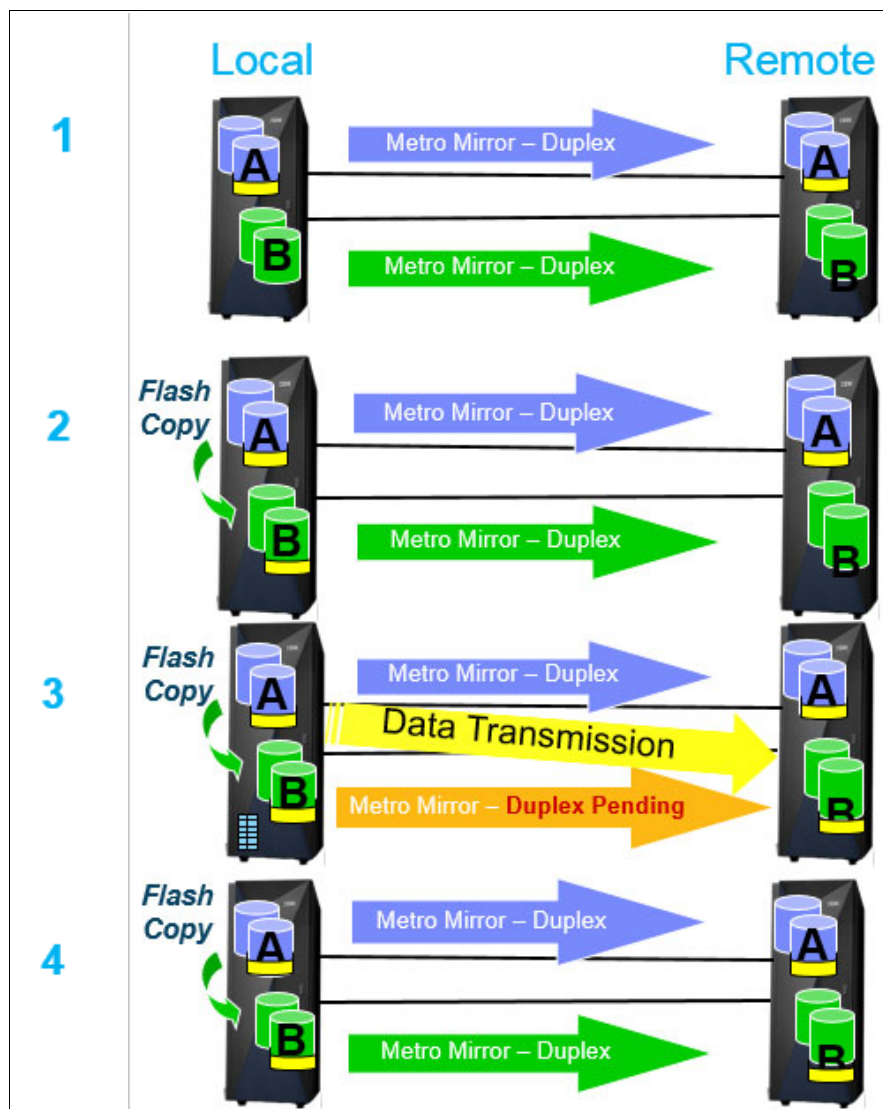 Local
Remote
1
A
Metro Mirror – Duplex
A
B
Metro Mirror – Duplex
B
2
Flash
Copy
A
Metro Mirror – Duplex
A
B
Metro Mirror – Duplex
B
3
Flash
Copy
A
Metro Mirror – Duplex
A
Data Transmission
B
Metro Mirror – Duplex Pending
B
4
Flash
Copy
A
Metro Mirror – Duplex
A
B
Metro Mirror – Duplex
B